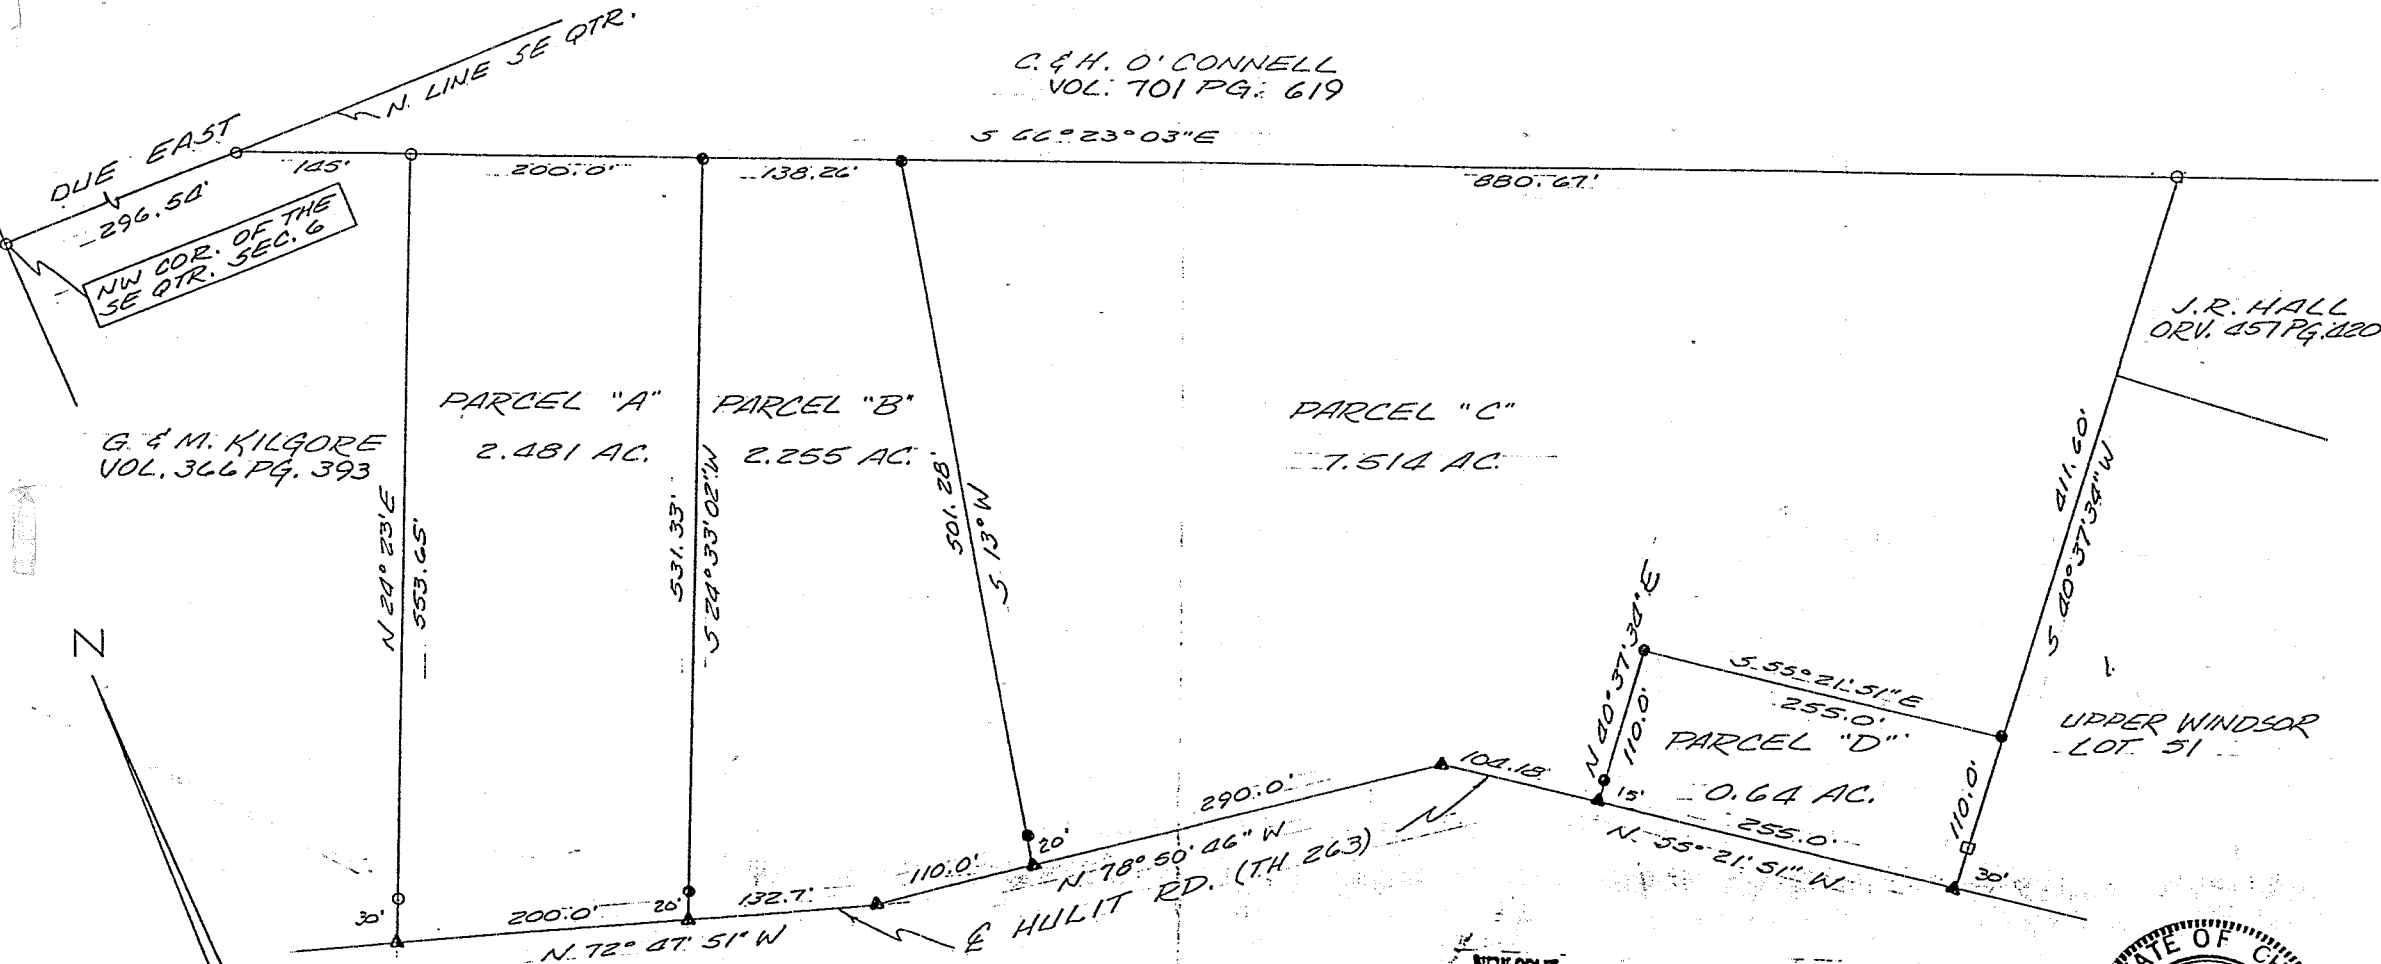 N. LINE SE QTR.
C. & H. O'CONNELL
VOL. 701 PG. 619
S 66°23°03"E
DUE EAST
296.54'
145'
200.0'
138.26'
880.67'
NW COR. OF THE
SE QTR. SEC. 6
J.R. HALL
ORV. 457 PG. 420
G. & M. KILGORE
VOL. 366 PG. 393
PARCEL "A"
2.481 AC.
PARCEL "B"
2.255 AC.
PARCEL "C"
7.514 AC.
N 24° 23'E
553.65'
531.33'
S 24°33'02"W
501.28'
S 13° W
411.60'
S 40°37'34"W
N
N 40°37'34"E
110.0'
S 55°21'51"E
255.0'
PARCEL "D"
0.64 AC.
UPPER WINDSOR
LOT 51
110.0'
104.18'
15'
255.0'
N. 55° 21' 51" W
30'
290.0'
20'
N 78° 50' 46" W
110.0'
30'
200.0'
20'
132.7'
N 72° 47' 51" W
℄ HULIT RD. (TH 263)
ATE OF